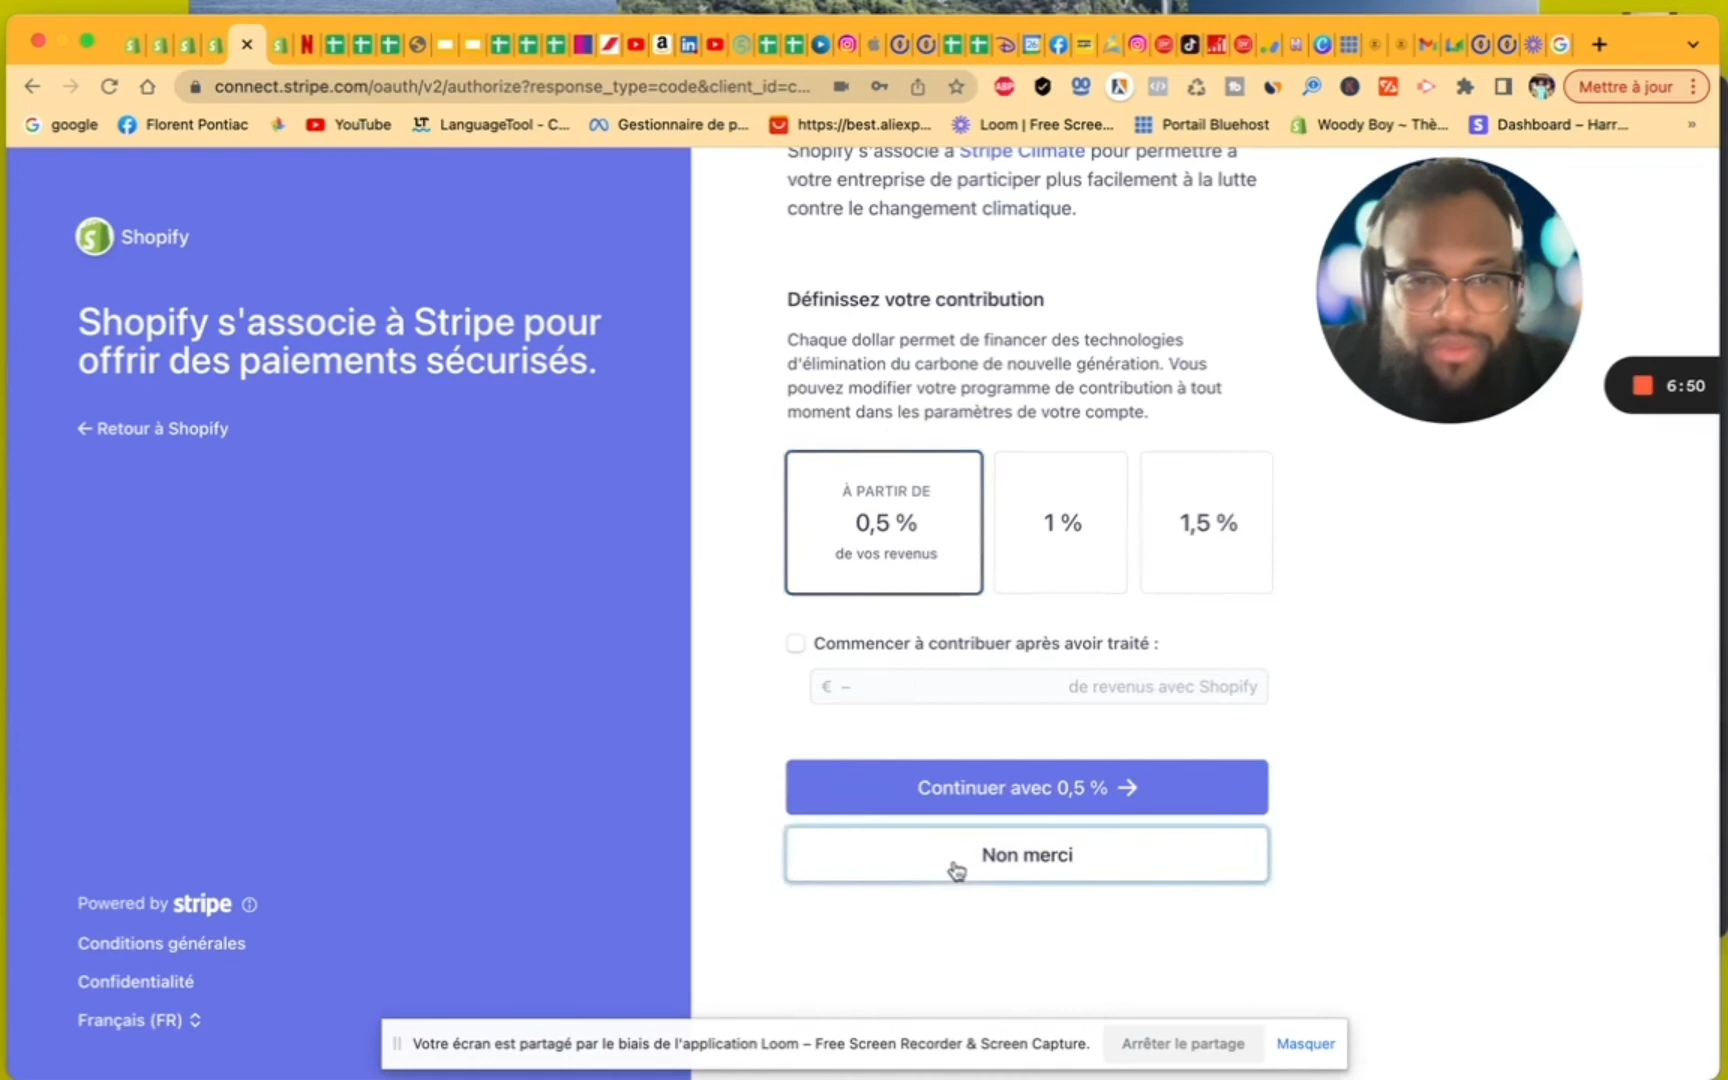 connect.stripe.com/oauth/v2/authorize?response_type=code&client_id=c...
Mettre à jour
google
Florent Pontiac
YouTube
LanguageTool - C...
Gestionnaire de p...
https://best.aliexp...
Loom | Free Scree...
Portail Bluehost
Woody Boy ~ Thè...
Dashboard – Harr...
»
Shopify
Shopify s'associe à Stripe pour
offrir des paiements sécurisés.
← Retour à Shopify
Powered by stripe
Conditions générales
Confidentialité
Français (FR)
Shopify s'associe à Stripe Climate pour permettre à
votre entreprise de participer plus facilement à la lutte
contre le changement climatique.
Définissez votre contribution
Chaque dollar permet de financer des technologies
d'élimination du carbone de nouvelle génération. Vous
pouvez modifier votre programme de contribution à tout
moment dans les paramètres de votre compte.
À PARTIR DE
0,5 %
de vos revenus
1 %
1,5 %
Commencer à contribuer après avoir traité :
€ –
de revenus avec Shopify
Continuer avec 0,5 % →
Non merci
6:50
Votre écran est partagé par le biais de l'application Loom – Free Screen Recorder & Screen Capture.
Arrêter le partage
Masquer